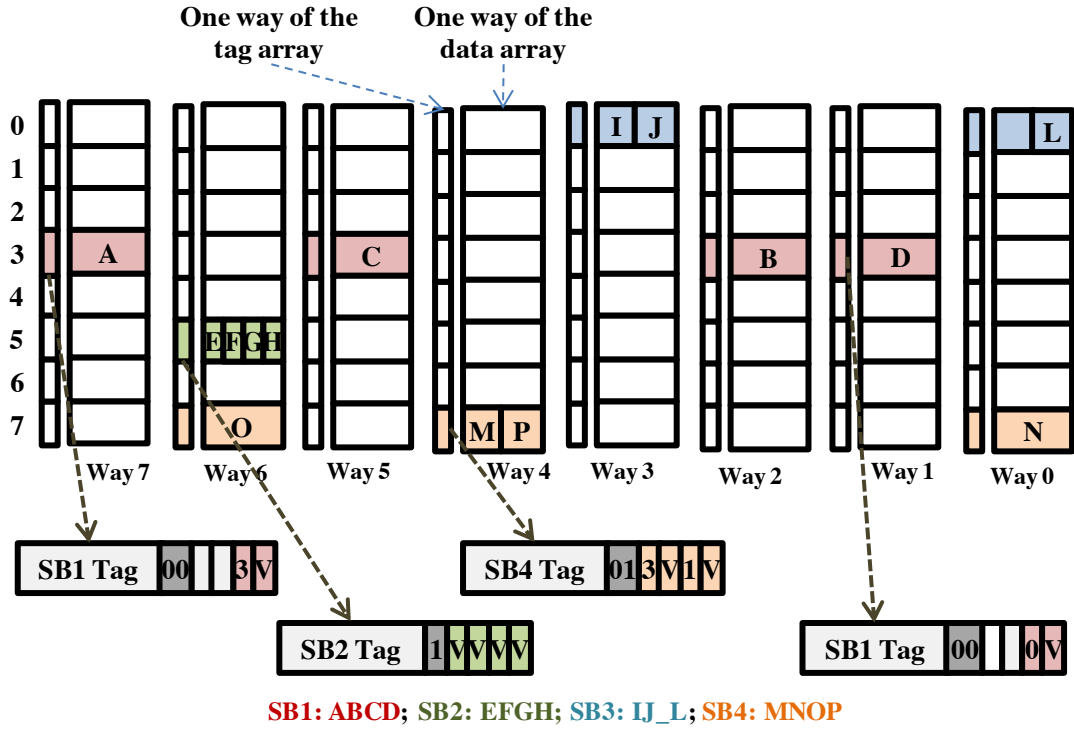 One way of the
tag array
One way of the
data array
0
I J
L
1
2
3
A
C
B
D
4
5
E F G H
6
7
O
M P
N
Way 7
Way 6
Way 5
Way 4
Way 3
Way 2
Way 1
Way 0
SB1 Tag 00 3 V
SB4 Tag 01 3 V 1 V
SB2 Tag 1 V V V V
SB1 Tag 00 0 V
SB1: ABCD; SB2: EFGH; SB3: IJ_L; SB4: MNOP